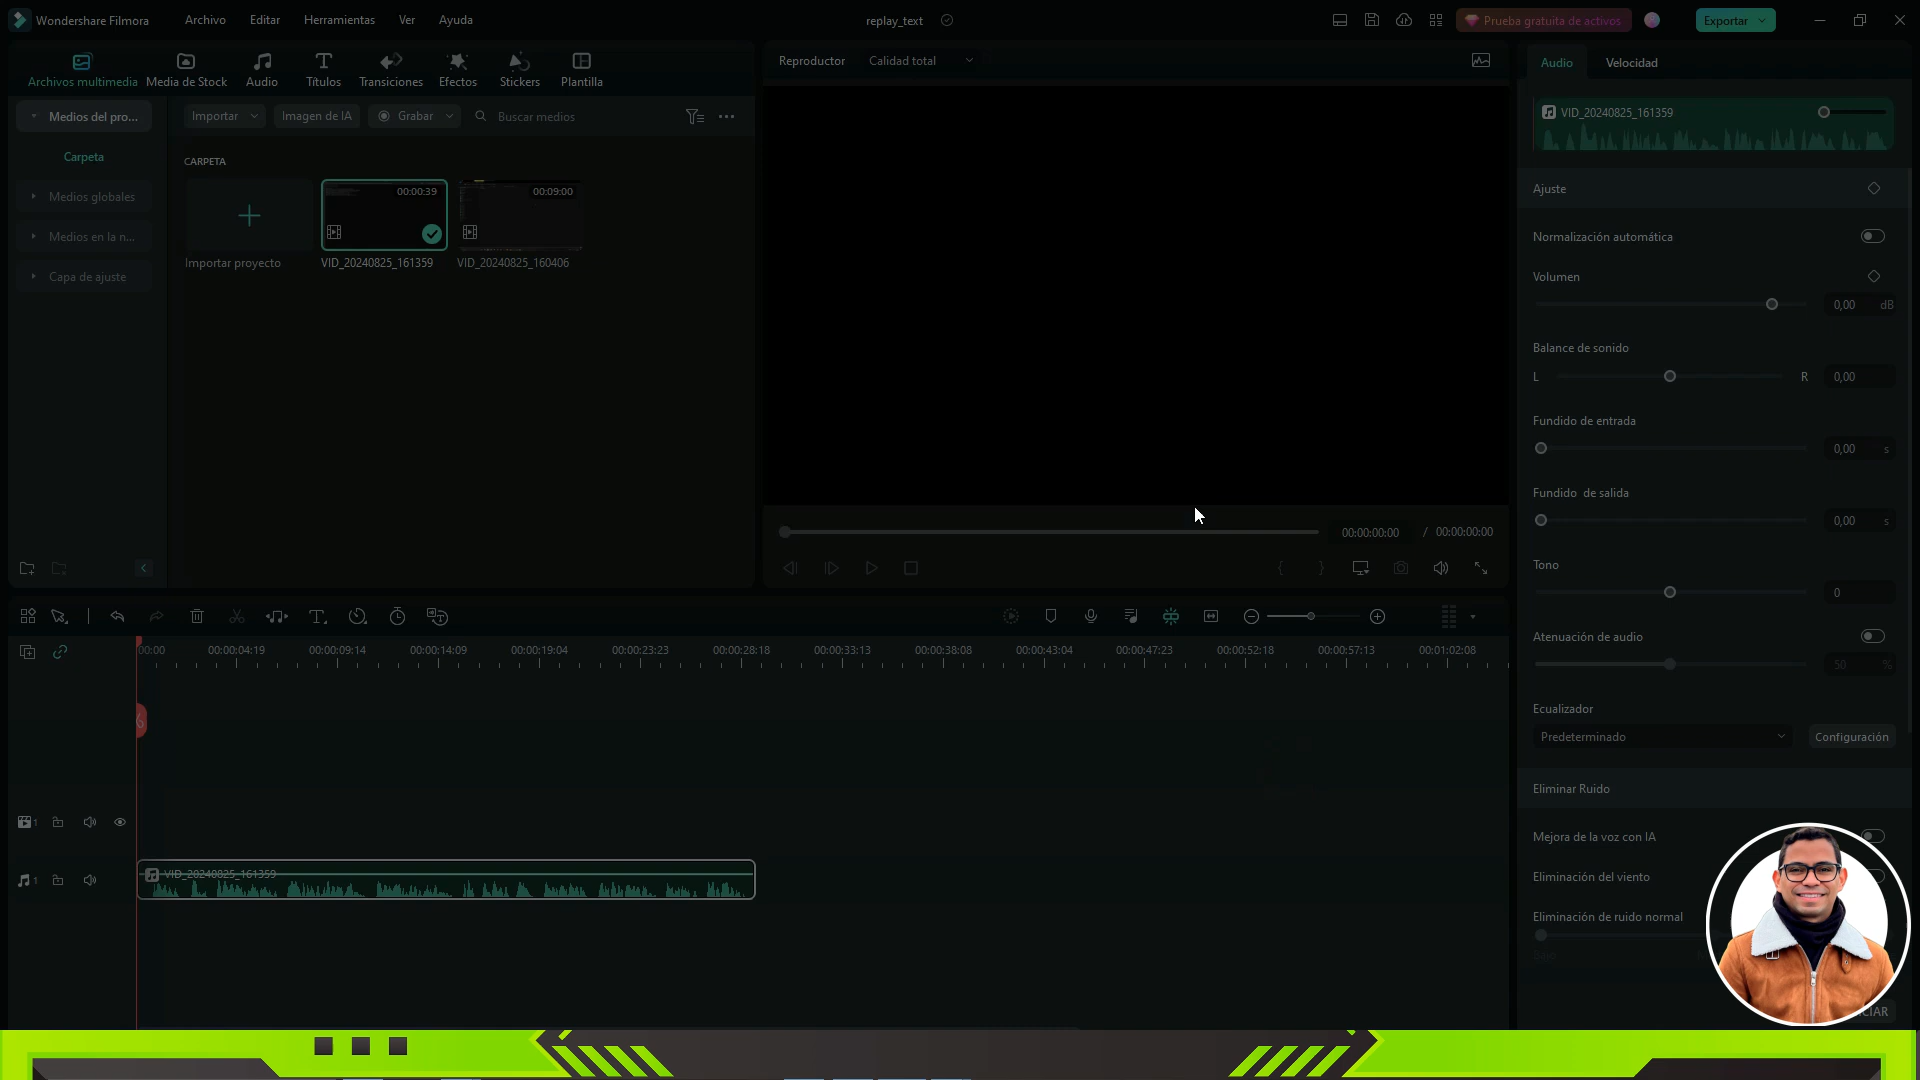 Wondershare Filmora
Archivo
Editar
Herramientas
Ver
Ayuda
replay_text
Prueba gratuita de activos
Exportar
Archivos multimedia
Media de Stock
Audio
Títulos
Transiciones
Efectos
Stickers
Plantilla
Medios del pro...
Carpeta
Medios globales
Medios en la n...
Capa de ajuste
Importar
Imagen de IA
Grabar
Buscar medios
CARPETA
Importar proyecto
00:00:39
VID_20240825_161359
00:09:00
VID_20240825_160406
Reproductor
Calidad total
00:00:00:00 / 00:00:00:00
Audio
Velocidad
VID_20240825_161359
Ajuste
Normalización automática
Volumen
0,00 dB
Balance de sonido
L R 0,00
Fundido de entrada
0,00 s
Fundido de salida
0,00 s
Tono
0
Atenuación de audio
50 %
Ecualizador
Predeterminado
Configuración
Eliminar Ruido
Mejora de la voz con IA
Eliminación del viento
Eliminación de ruido normal
Bajo
00:00 00:00:04:19 00:00:09:14 00:00:14:09 00:00:19:04 00:00:23:23 00:00:28:18 00:00:33:13 00:00:38:08 00:00:43:04 00:00:47:23 00:00:52:18 00:00:57:13 00:01:02:08
1
1
VID_20240825_161359